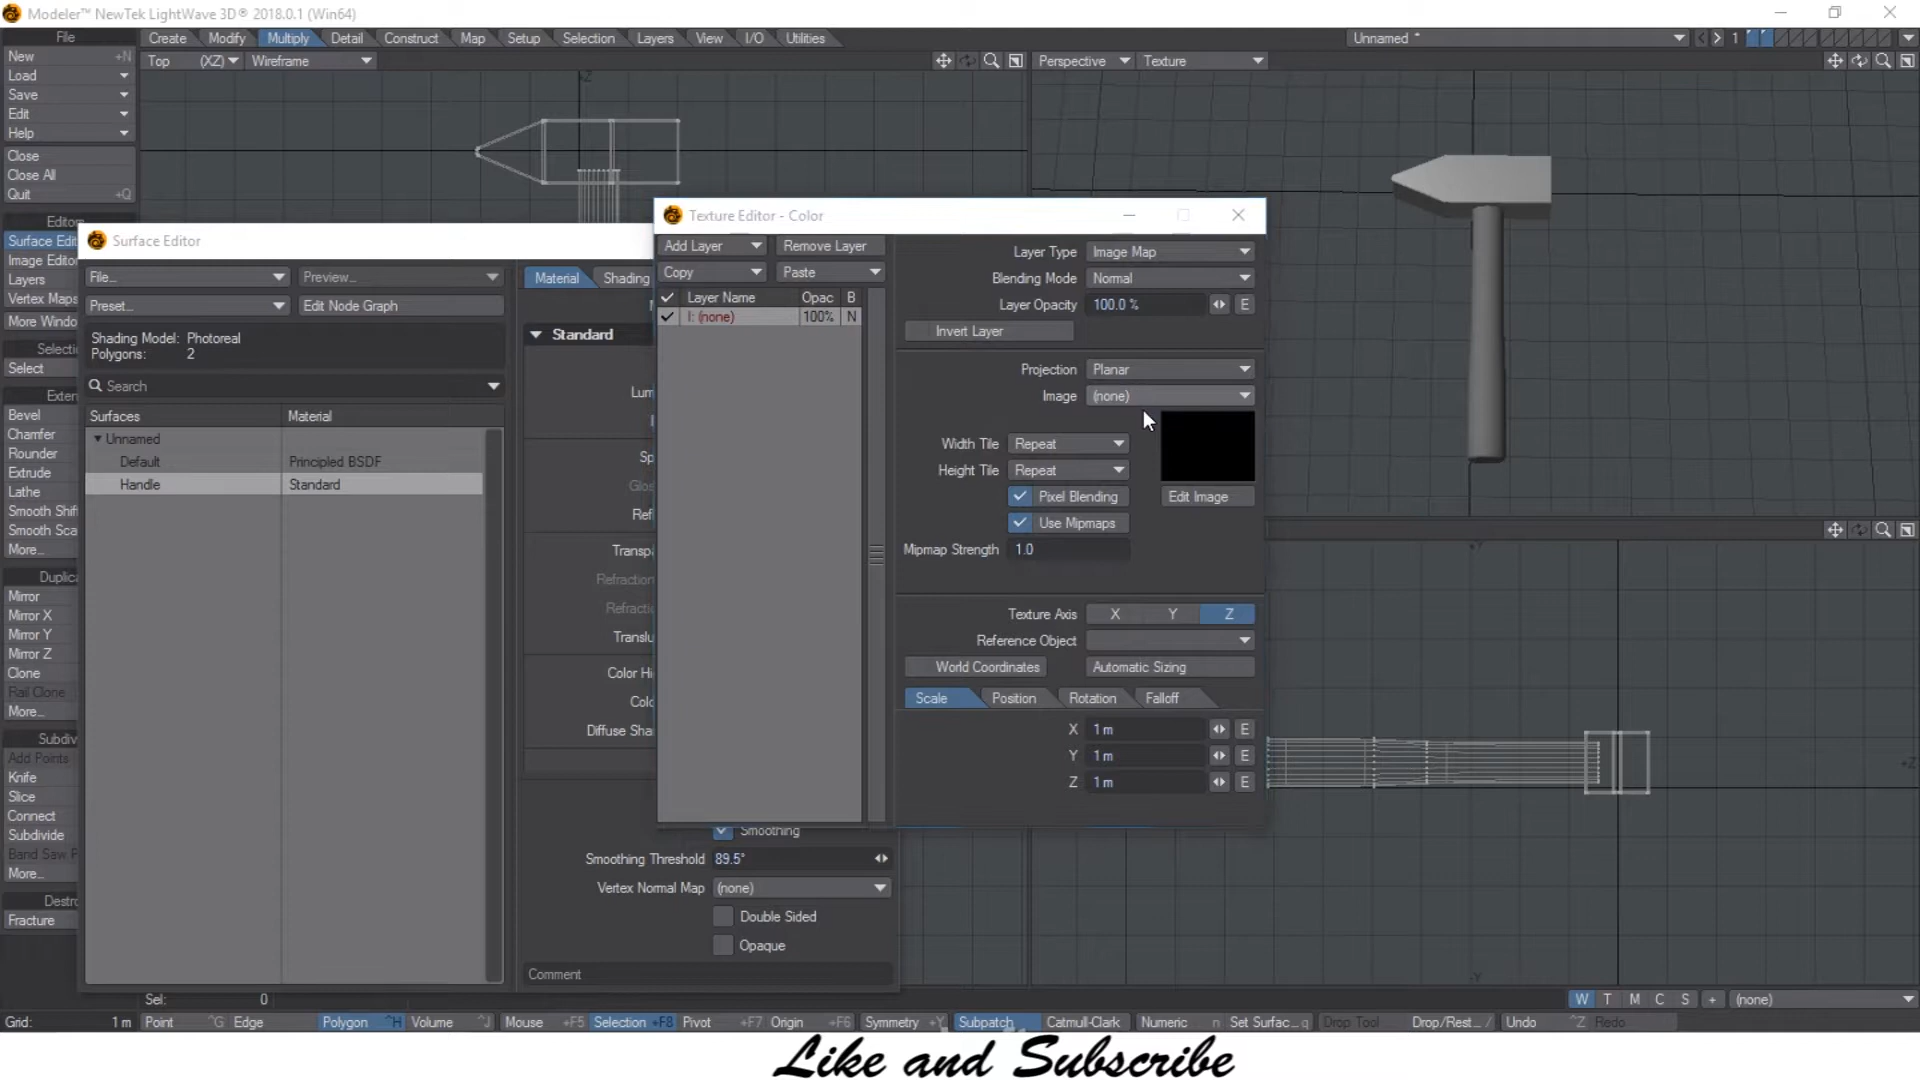 Modeler™ NewTek LightWave 3D® 2018.0.1 (Win64)
File
Create Modify Multiply Detail Construct Map Setup Selection Layers View I/O Utilities
Unnamed *
1
New +N
Load
Save
Edit
Help
Close
Close All
Quit +Q
Top (XZ) Wireframe
Perspective Texture
Surface Edit
Image Editor
Layers
Vertex Maps
More Windo
Select
Bevel
Chamfer
Rounder
Extrude
Lathe
Smooth Shif
Smooth Sca
More...
Mirror
Mirror X
Mirror Y
Mirror Z
Clone
Rail Clone
More...
Add Points
Knife
Slice
Connect
Subdivide
Band Saw P
More...
Fracture
Surface Editor
File... Preview...
Preset... Edit Node Graph
Shading Model: Photoreal
Polygons: 2
Search
Surfaces Material
Unnamed
Default Principled BSDF
Handle Standard
Material Shading
Standard
Smoothing
Smoothing Threshold 89.5°
Vertex Normal Map (none)
Double Sided
Opaque
Comment
Texture Editor - Color
Add Layer Remove Layer
Copy Paste
Layer Name Opac B
I: (none) 100% N
Layer Type Image Map
Blending Mode Normal
Layer Opacity 100.0 % E
Invert Layer
Projection Planar
Image (none)
Width Tile Repeat
Height Tile Repeat
Pixel Blending
Edit Image
Use Mipmaps
Mipmap Strength 1.0
Texture Axis X Y Z
Reference Object
World Coordinates Automatic Sizing
Scale Position Rotation Falloff
X 1 m E
Y 1 m E
Z 1 m E
Sel: 0
W T M C S + (none)
Grid: 1 m Point ^G Edge Polygon ^H Volume ^J Mouse +F5 Selection +F8 Pivot +F7 Origin +F6 Symmetry +Y Subpatch Catmull-Clark Numeric n Set Surfac... q Drop Tool Drop/Rest... / Undo ^Z Redo
Like and Subscribe